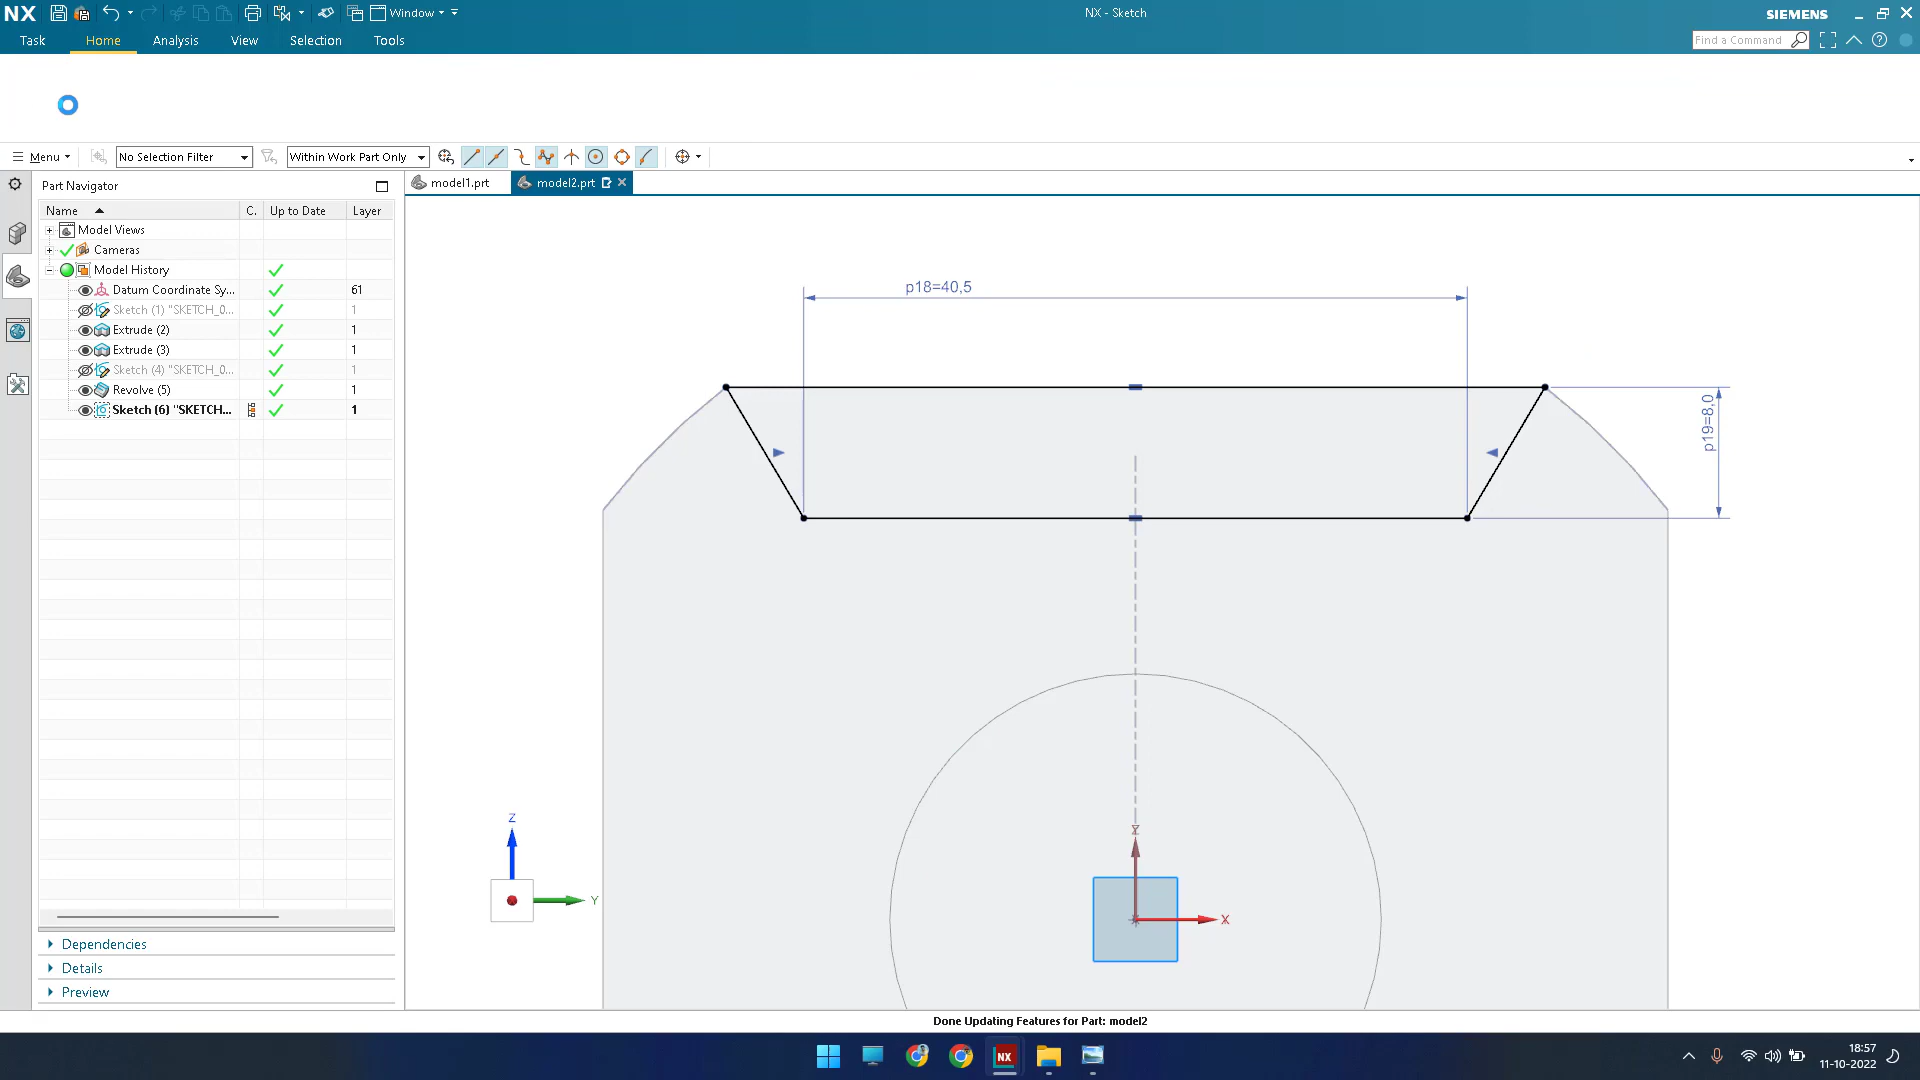 NX
Window
NX - Sketch
SIEMENS
Task
Home
Analysis
View
Selection
Tools
Find a Command
Menu
No Selection Filter
Within Work Part Only
Part Navigator
model1.prt
model2.prt
Name
C.
Up to Date
Layer
Model Views
Cameras
Model History
Datum Coordinate Sy...
61
Sketch (1) "SKETCH_0...
1
Extrude (2)
1
Extrude (3)
1
Sketch (4) "SKETCH_0...
1
Revolve (5)
1
Sketch (6) "SKETCH...
1
p18=40,5
p19=8,0
Z
Y
Y
X
Dependencies
Details
Preview
Done Updating Features for Part: model2
NX
18:57
11-10-2022